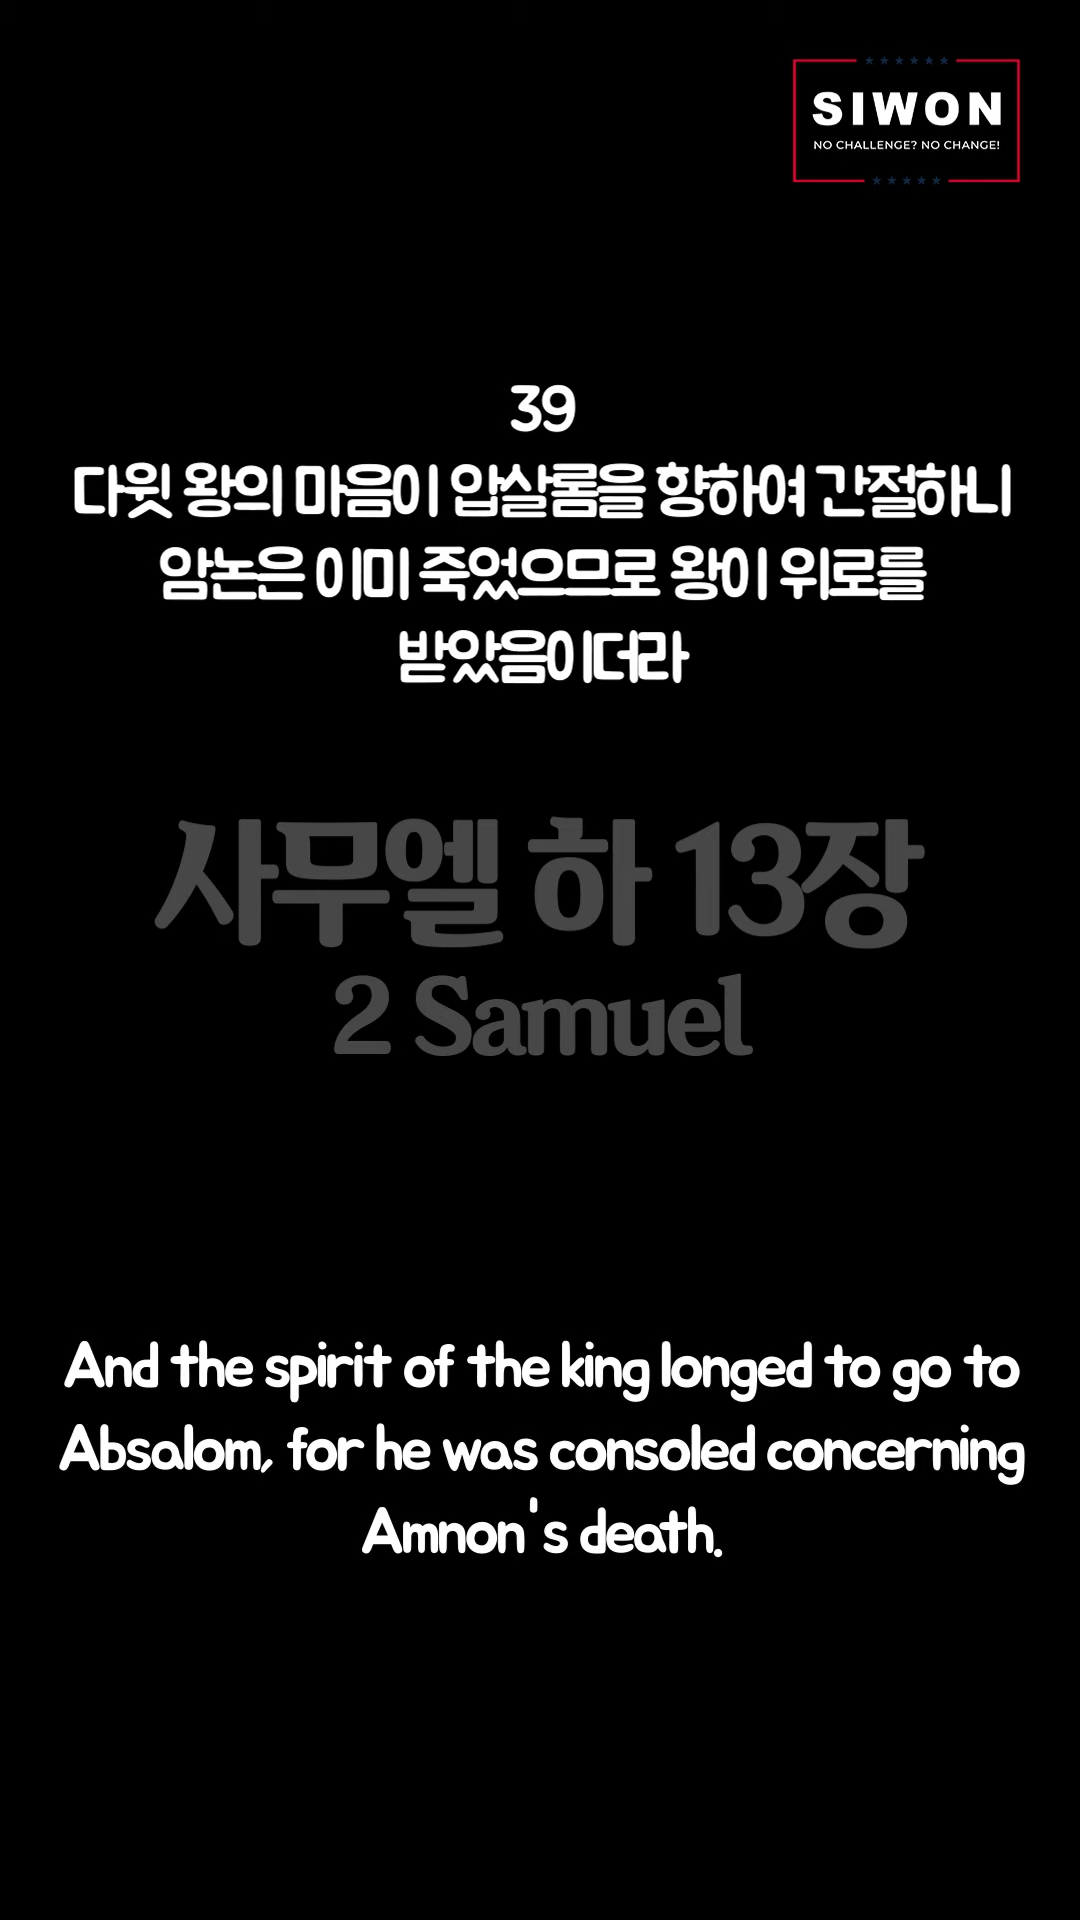 SIWON
NO CHALLENGE? NO CHANGE!
39
다윗 왕의 마음이 압살롬을 향하여 간절하니
암논은 이미 죽었으므로 왕이 위로를
받았음이더라
사무엘 하 13장
2 Samuel
And the spirit of the king longed to go to
Absalom, for he was consoled concerning
Amnon's death.